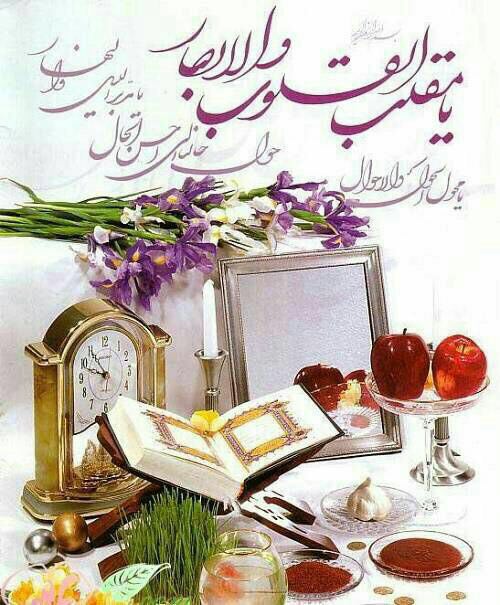 یا مقلب القلوب والابصار
یا مدبر اللیل والنهار
یا محول الحول والاحوال
حول حالنا الی احسن الحال